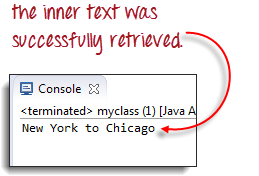 the inner text was
successfully retrieved.
Console
<terminated> myclass (1) [Java A
New York to Chicago